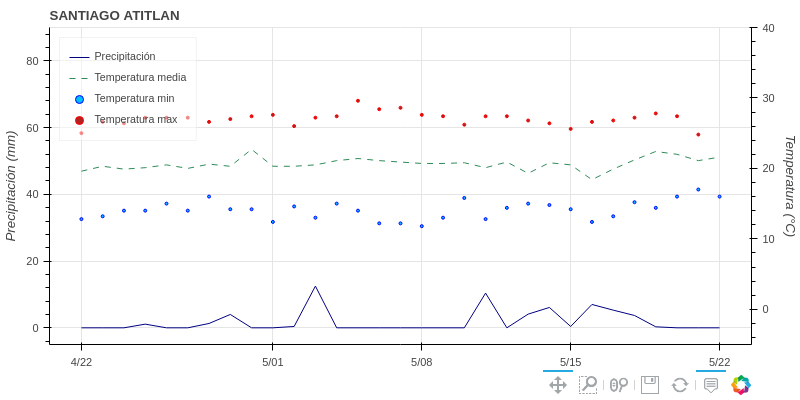 SANTIAGO ATITLAN
Precipitación
Temperatura media
Temperatura min
Temperatura max
Precipitación (mm)
80
60
40
20
0
Temperatura (°C)
40
30
20
10
0
4/22
5/01
5/08
5/15
5/22